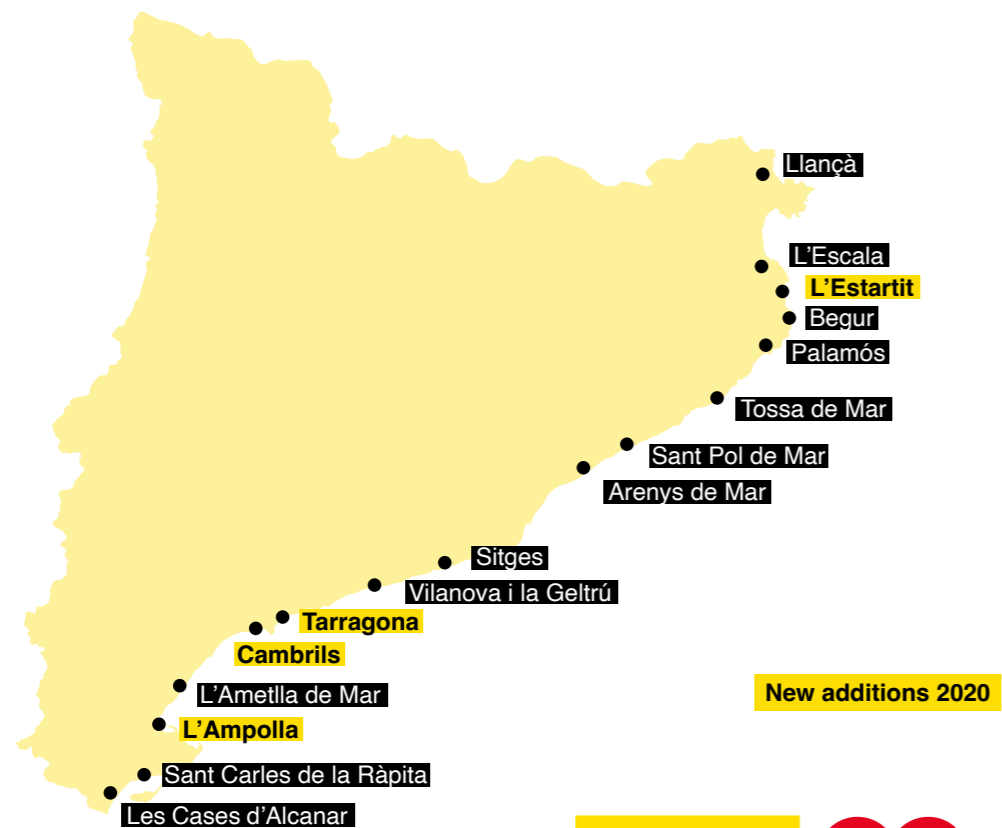 Llançà
L'Escala
L'Estartit
Begur
Palamós
Tossa de Mar
Sant Pol de Mar
Arenys de Mar
Sitges
Vilanova i la Geltrú
Tarragona
Cambrils
L'Ametlla de Mar
New additions 2020
L'Ampolla
Sant Carles de la Ràpita
Les Cases d'Alcanar